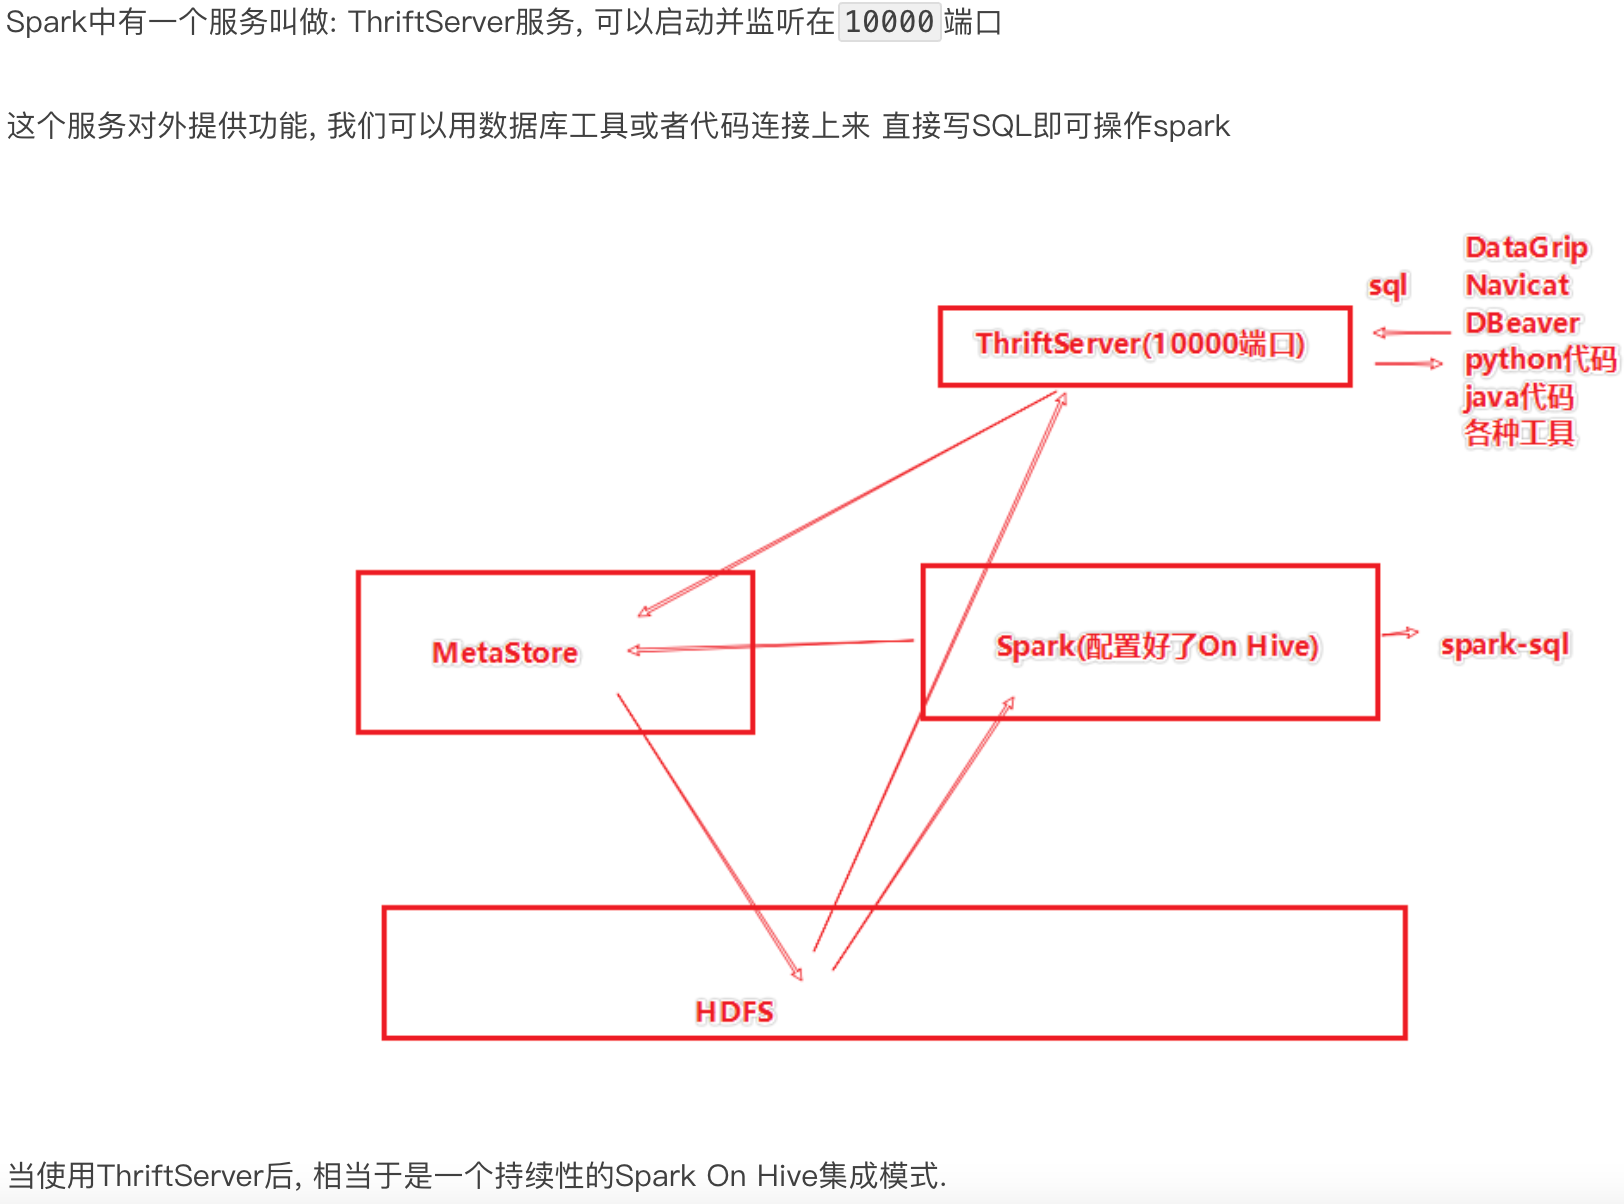 Spark中有一个服务叫做: ThriftServer服务, 可以启动并监听在10000端口
这个服务对外提供功能, 我们可以用数据库工具或者代码连接上来 直接写SQL即可操作spark
DataGrip
sql
Navicat
DBeaver
ThriftServer(10000端口)
python代码
java代码
各种工具
MetaStore
Spark(配置好了On Hive)
spark-sql
HDFS
当使用ThriftServer后, 相当于是一个持续性的Spark On Hive集成模式.